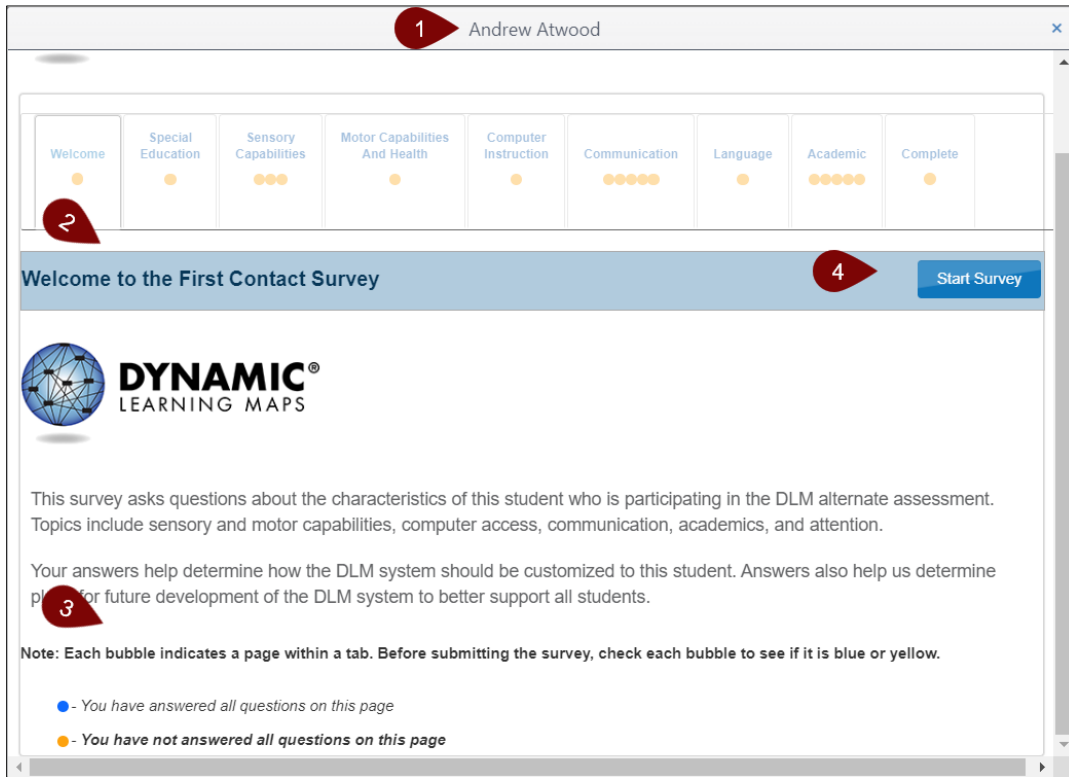 1 Andrew Atwood ×
Special Sensory Motor Capabilities Computer
Welcome Education Capabilities And Health Instruction Communication Language Academic Complete
2
Welcome to the First Contact Survey 4 Start Survey
DYNAMIC®
LEARNING MAPS
This survey asks questions about the characteristics of this student who is participating in the DLM alternate assessment.
Topics include sensory and motor capabilities, computer access, communication, academics, and attention.
Your answers help determine how the DLM system should be customized to this student. Answers also help us determine
for future development of the DLM system to better support all students.
3
Note: Each bubble indicates a page within a tab. Before submitting the survey, check each bubble to see if it is blue or yellow.
- You have answered all questions on this page
- You have not answered all questions on this page